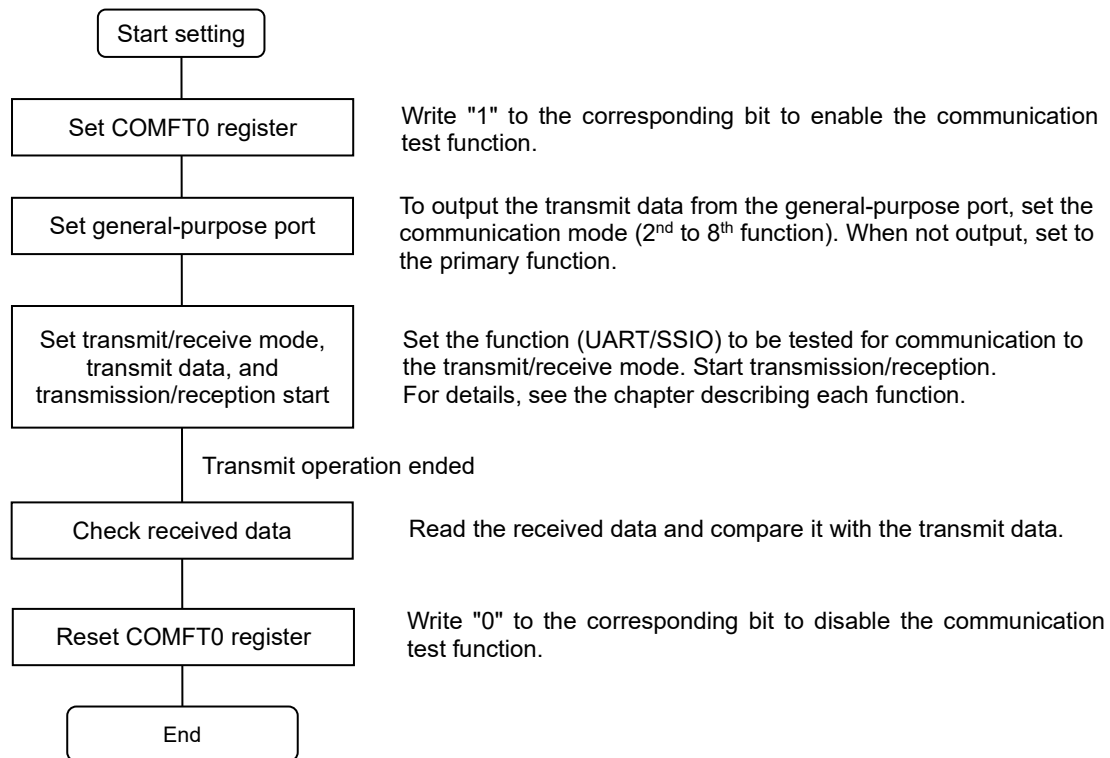 Start setting
Set COMFT0 register
Write "1" to the corresponding bit to enable the communication
test function.
Set general-purpose port
To output the transmit data from the general-purpose port, set the
communication mode (2nd to 8th function). When not output, set to
the primary function.
Set transmit/receive mode,
transmit data, and
transmission/reception start
Set the function (UART/SSIO) to be tested for communication to
the transmit/receive mode. Start transmission/reception.
For details, see the chapter describing each function.
Transmit operation ended
Check received data
Read the received data and compare it with the transmit data.
Reset COMFT0 register
Write "0" to the corresponding bit to disable the communication
test function.
End